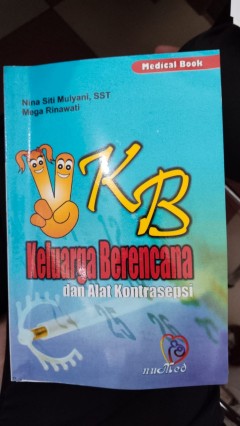 Medical Book
Nina Siti Mulyani, SST
Mega Rinawati
KB
Keluarga Berencana
dan Alat Kontrasepsi
nuMed